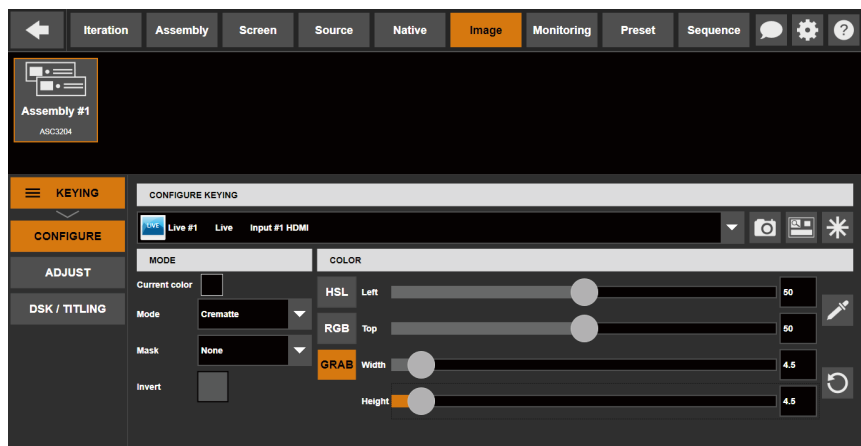 Iteration Assembly Screen Source Native Image Monitoring Preset Sequence ?
Assembly #1
ASC3204
KEYING
CONFIGURE
ADJUST
DSK / TITLING
CONFIGURE KEYING
LIVE Live #1 Live Input #1 HDMI
MODE
Current color
Mode Crematte
Mask None
Invert
COLOR
HSL Left 50
RGB Top 50
GRAB Width 4.5
Height 4.5